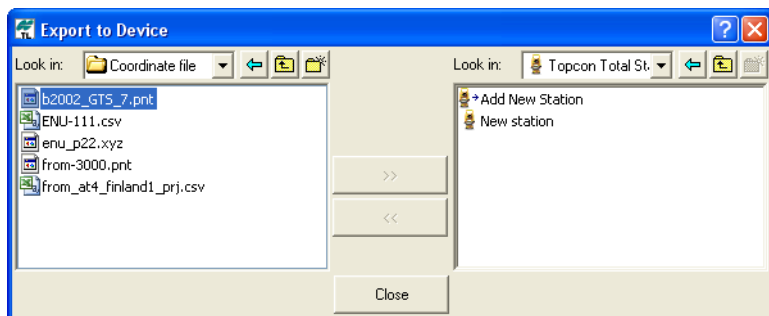 TL Export to Device
Look in: Coordinate file
Look in: Topcon Total St
b2002_GTS_7.pnt
ENU-111.csv
enu_p22.xyz
from-3000.pnt
from_at4_finland1_prj.csv
Add New Station
New station
>>
<<
Close